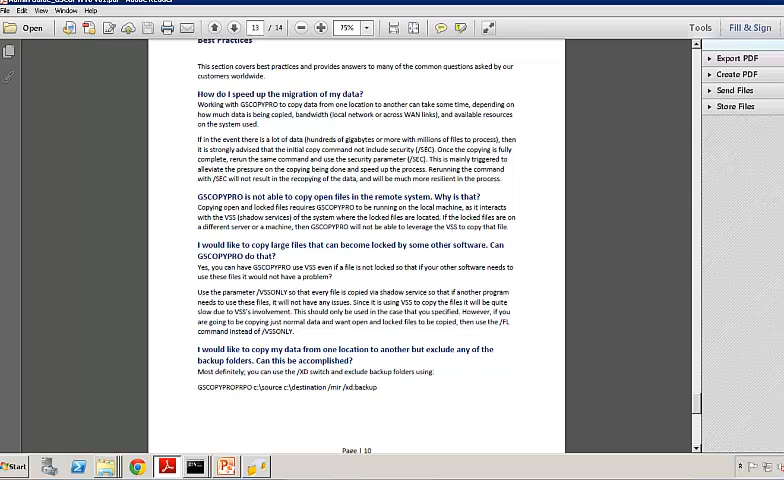 File Edit View Window Help
Open
13 / 14
75%
Tools
Fill & Sign
Export PDF
Create PDF
Send Files
Store Files
Best Practices
This section covers best practices and provides answers to many of the common questions asked by our
customers worldwide.
How do I speed up the migration of my data?
Working with GSCOPYPRO to copy data from one location to another can take some time, depending on
how much data is being copied, bandwidth (local network or across WAN links), and available resources
on the system used.
If in the event there is a lot of data (hundreds of gigabytes or more with millions of files to process), then
it is strongly advised that the initial copy command not include security (/SEC). Once the copying is fully
complete, rerun the same command and use the security parameter (/SEC). This is mainly triggered to
alleviate the pressure on the copying being done and speed up the process. Rerunning the command
with /SEC will not result in the recopying of the data, and will be much more resilient in the process.
GSCOPYPRO is not able to copy open files in the remote system. Why is that?
Copying open and locked files requires GSCOPYPRO to be running on the local machine, as it interacts
with the VSS (shadow services) of the system where the locked files are located. If the locked files are on
a different server or a machine, then GSCOPYPRO will not be able to leverage the VSS to copy that file.
I would like to copy large files that can become locked by some other software. Can
GSCOPYPRO do that?
Yes, you can have GSCOPYPRO use VSS even if a file is not locked so that if your other software needs to
use these files it would not have a problem?
Use the parameter /VSSONLY so that every file is copied via shadow service so that if another program
needs to use these files, it will not have any issues. Since it is using VSS to copy the files it will be quite
slow due to VSS's involvement. This should only be used in the case that you specified. However, if you
are going to be copying just normal data and want open and locked files to be copied, then use the /FL
command instead of /VSSONLY.
I would like to copy my data from one location to another but exclude any of the
backup folders. Can this be accomplished?
Most definitely, you can use the /XD switch and exclude backup folders using:
GSCOPYPROPRPO c:\source c:\destination /mir /xd:backup
Page | 10
Start